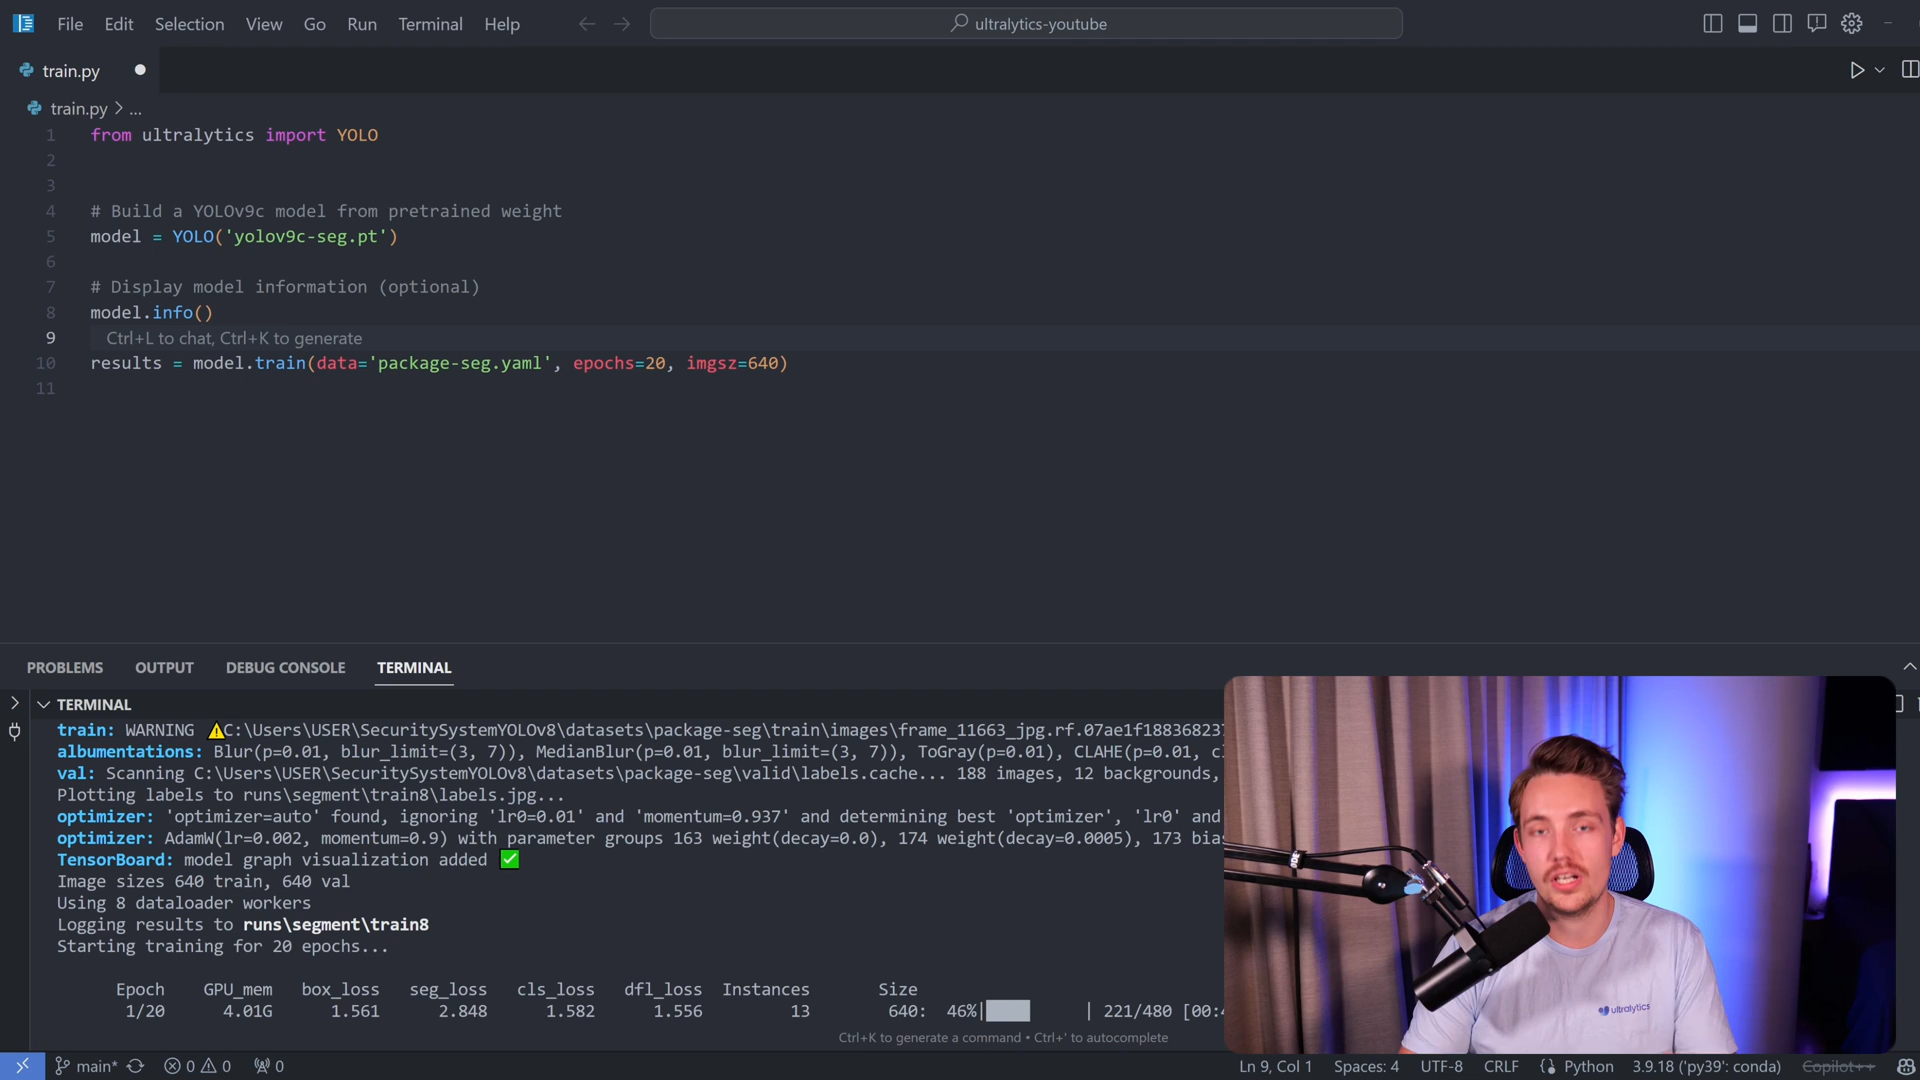 File Edit Selection View Go Run Terminal Help
ultralytics-youtube
train.py
train.py > ...
1 from ultralytics import YOLO
2
3
4 # Build a YOLOv9c model from pretrained weight
5 model = YOLO('yolov9c-seg.pt')
6
7 # Display model information (optional)
8 model.info()
9 Ctrl+L to chat, Ctrl+K to generate
10 results = model.train(data='package-seg.yaml', epochs=20, imgsz=640)
11
PROBLEMS OUTPUT DEBUG CONSOLE TERMINAL
TERMINAL
train: WARNING ⚠️C:\Users\USER\SecuritySystemYOLOv8\datasets\package-seg\train\images\frame_11663_jpg.rf.07ae1f188368237
albumentations: Blur(p=0.01, blur_limit=(3, 7)), MedianBlur(p=0.01, blur_limit=(3, 7)), ToGray(p=0.01), CLAHE(p=0.01, c
val: Scanning C:\Users\USER\SecuritySystemYOLOv8\datasets\package-seg\valid\labels.cache... 188 images, 12 backgrounds,
Plotting labels to runs\segment\train8\labels.jpg...
optimizer: 'optimizer=auto' found, ignoring 'lr0=0.01' and 'momentum=0.937' and determining best 'optimizer', 'lr0' and
optimizer: AdamW(lr=0.002, momentum=0.9) with parameter groups 163 weight(decay=0.0), 174 weight(decay=0.0005), 173 bias
TensorBoard: model graph visualization added ✅
Image sizes 640 train, 640 val
Using 8 dataloader workers
Logging results to runs\segment\train8
Starting training for 20 epochs...
Epoch GPU_mem box_loss seg_loss cls_loss dfl_loss Instances Size
1/20 4.01G 1.561 2.848 1.582 1.556 13 640: 46%| | 221/480 [00:4
Ctrl+K to generate a command • Ctrl+' to autocomplete
ultralytics
main* 0 0 0 Ln 9, Col 1 Spaces: 4 UTF-8 CRLF Python 3.9.18 ('py39': conda) Copilot++